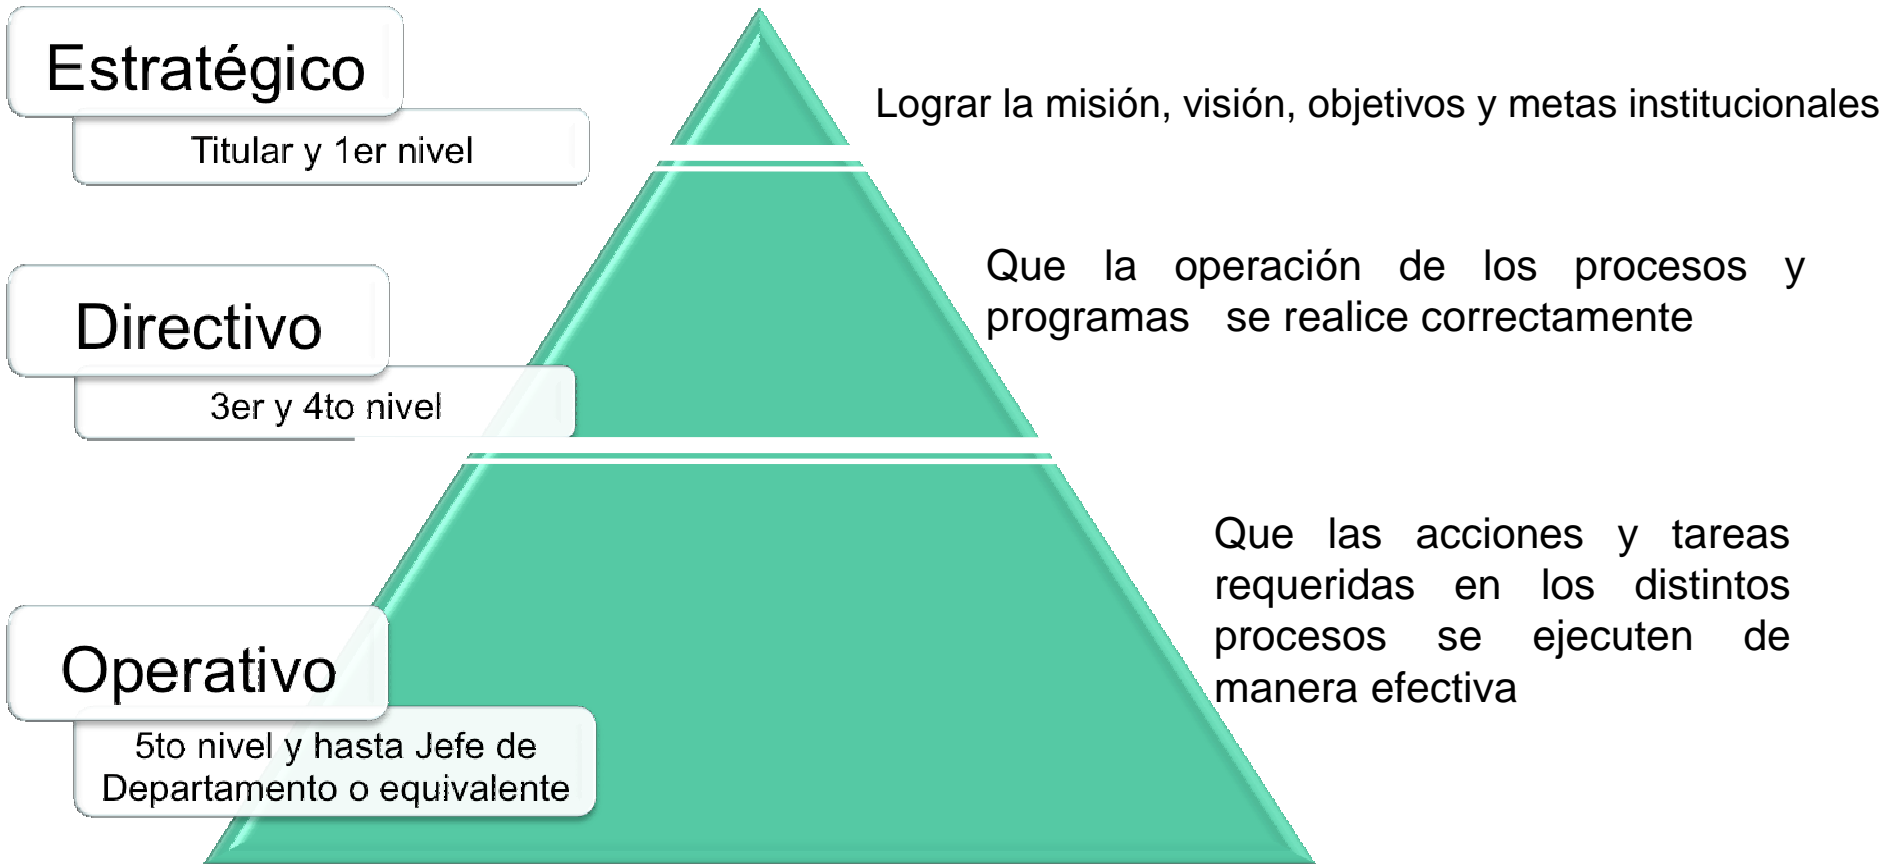 Estratégico
Titular y 1er nivel
Lograr la misión, visión, objetivos y metas institucionales
Directivo
3er y 4to nivel
Que la operación de los procesos y
programas se realice correctamente
Operativo
5to nivel y hasta Jefe de
Departamento o equivalente
Que las acciones y tareas
requeridas en los distintos
procesos se ejecuten de
manera efectiva